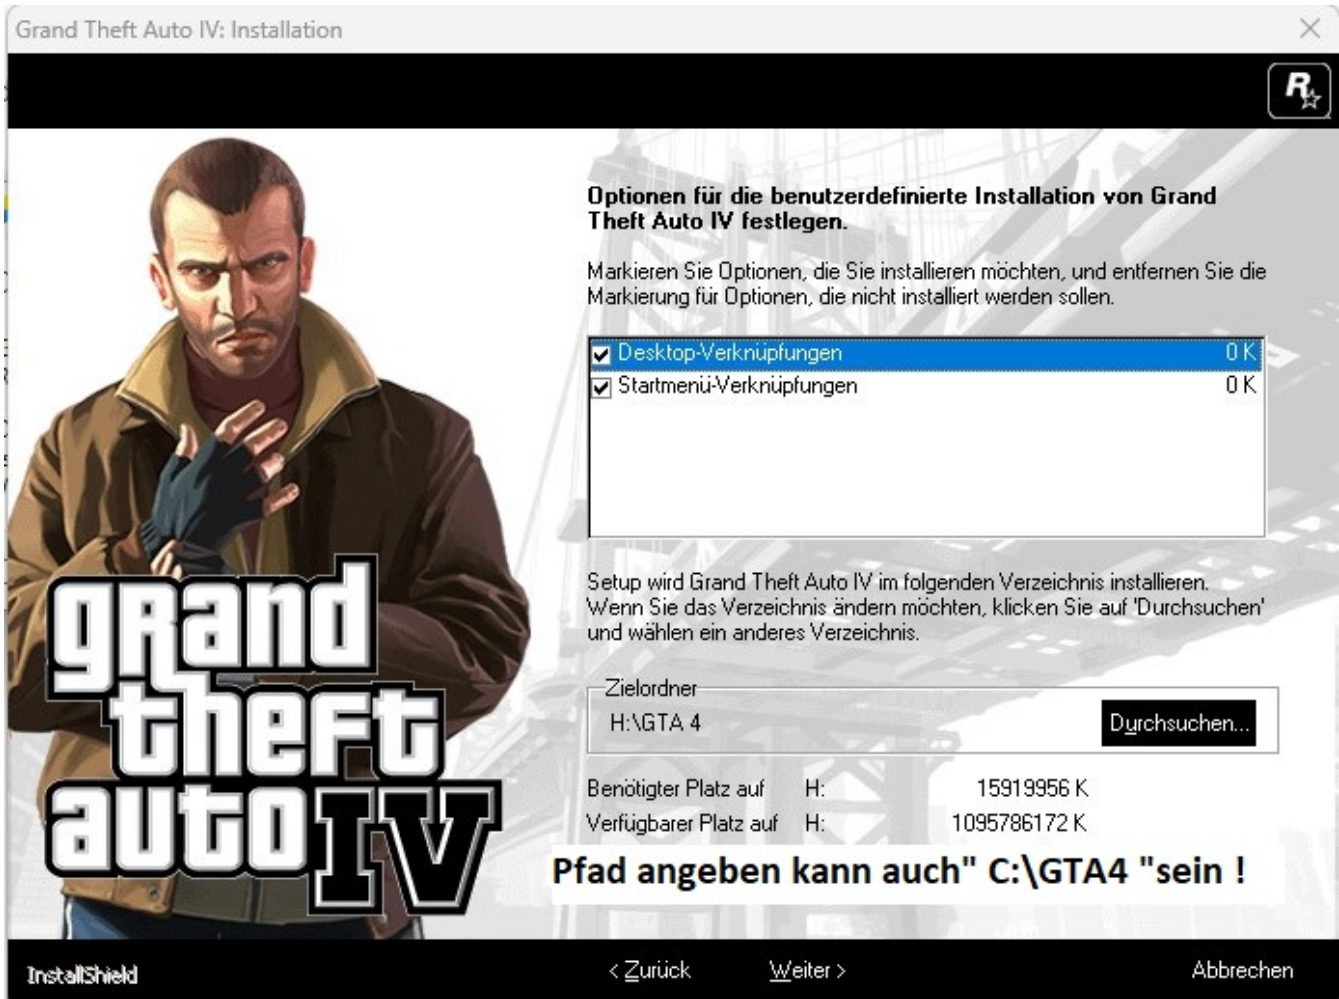 Grand Theft Auto IV: Installation
R
Optionen für die benutzerdefinierte Installation von Grand
Theft Auto IV festlegen.
Markieren Sie Optionen, die Sie installieren möchten, und entfernen Sie die
Markierung für Optionen, die nicht installiert werden sollen.
Desktop-Verknüpfungen 0 K
Startmenü-Verknüpfungen 0 K
Setup wird Grand Theft Auto IV im folgenden Verzeichnis installieren.
Wenn Sie das Verzeichnis ändern möchten, klicken Sie auf 'Durchsuchen'
und wählen ein anderes Verzeichnis.
Zielordner
H:\GTA 4 Durchsuchen...
Benötigter Platz auf H: 15919956 K
Verfügbarer Platz auf H: 1095786172 K
Pfad angeben kann auch" C:\GTA4 "sein !
grand
theft
auto IV
InstallShield < Zurück Weiter > Abbrechen